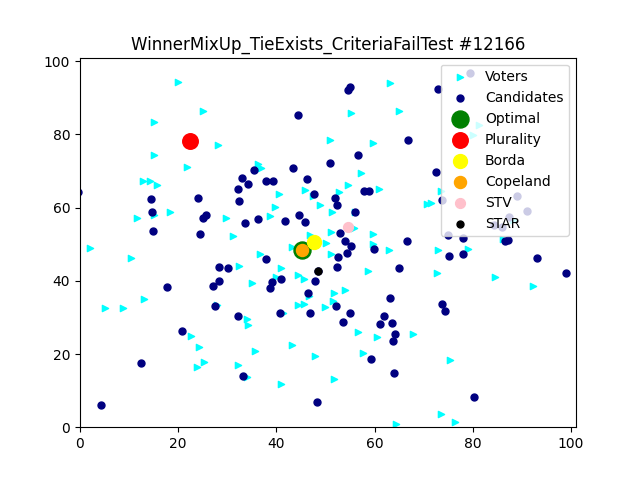 WinnerMixUp_TieExists_CriteriaFailTest #12166
100
80
60
40
20
0
0 20 40 60 80 100
Voters
Candidates
Optimal
Plurality
Borda
Copeland
STV
STAR